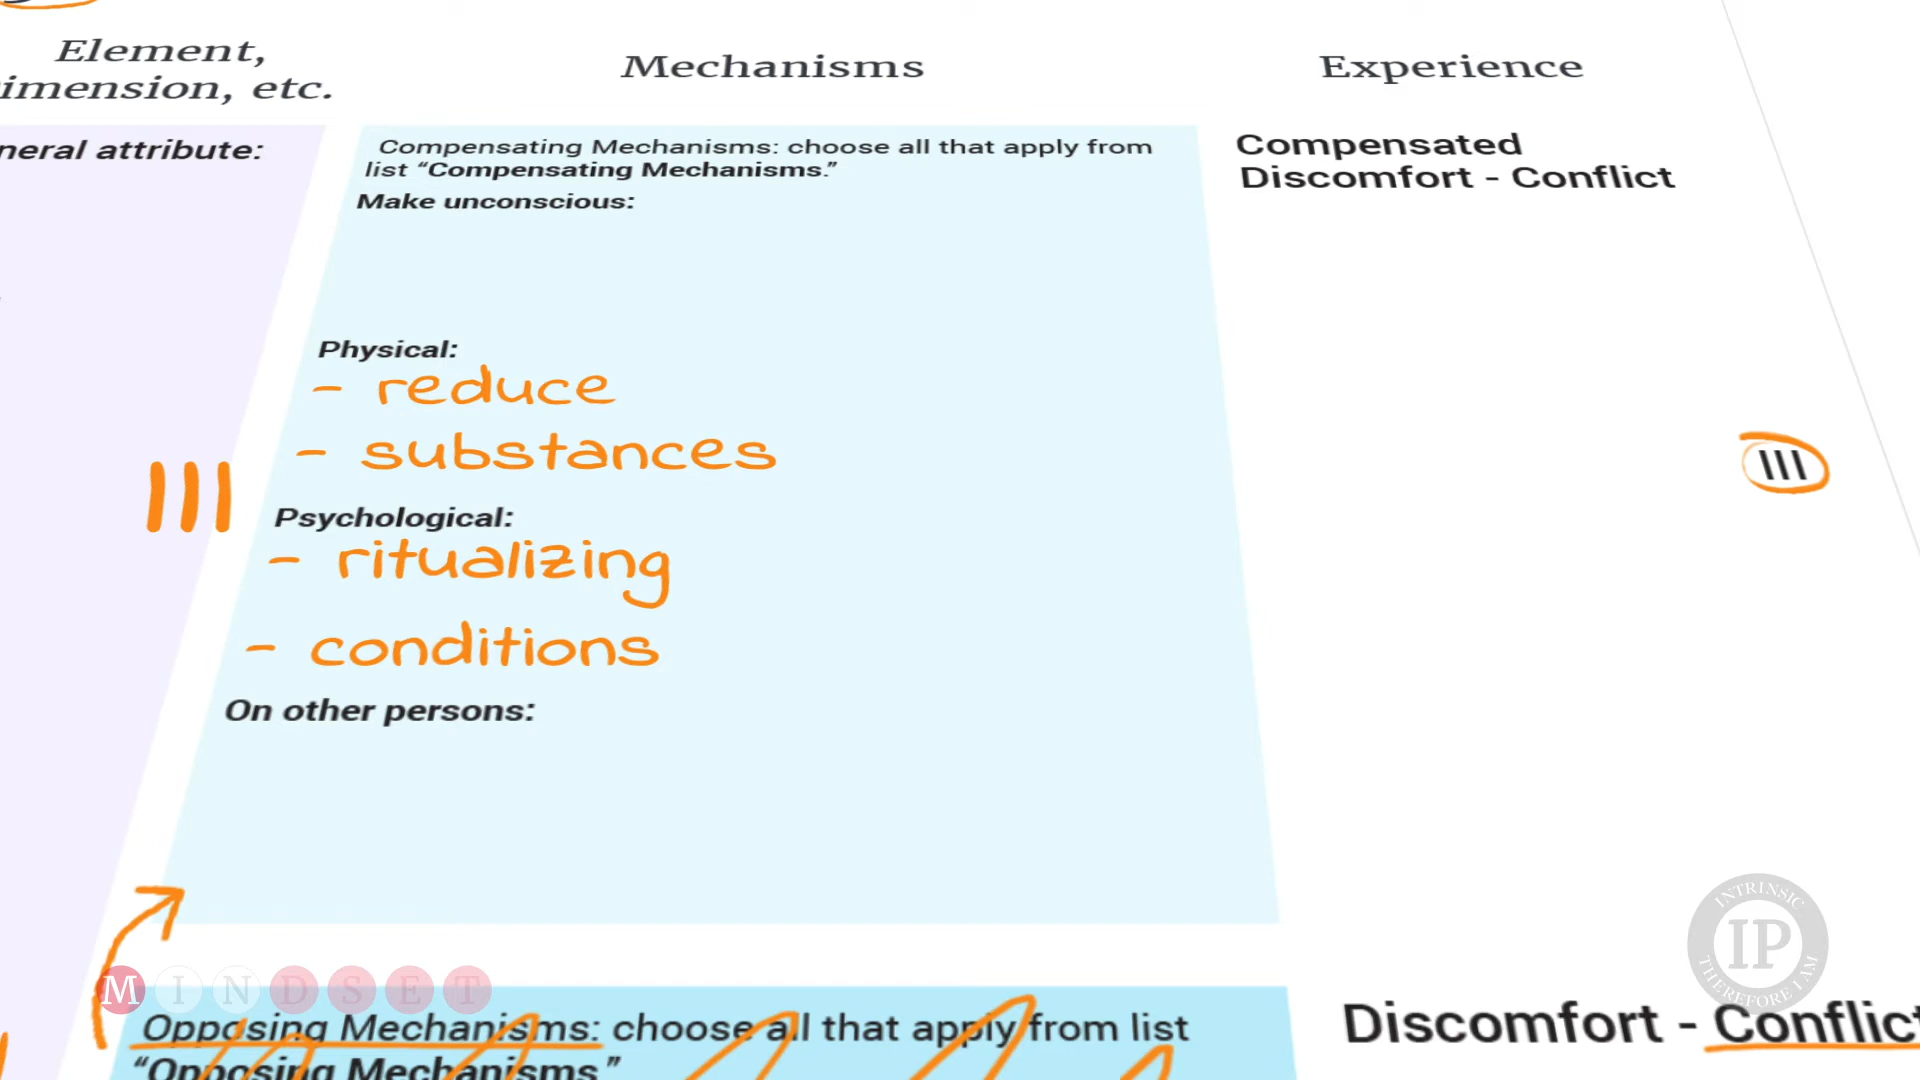 Element,
imension, etc.
Mechanisms
Experience
neral attribute:
Compensating Mechanisms: choose all that apply from
list “Compensating Mechanisms.”
Make unconscious:
Compensated
Discomfort - Conflict
Physical:
- reduce
- substances
III
III
Psychological:
- ritualizing
- conditions
On other persons:
INTRINSIC
IP
THEREFORE I AM
MINDSET
Opposing Mechanisms: choose all that apply from list
“Opposing Mechanisms”
Discomfort - Conflict